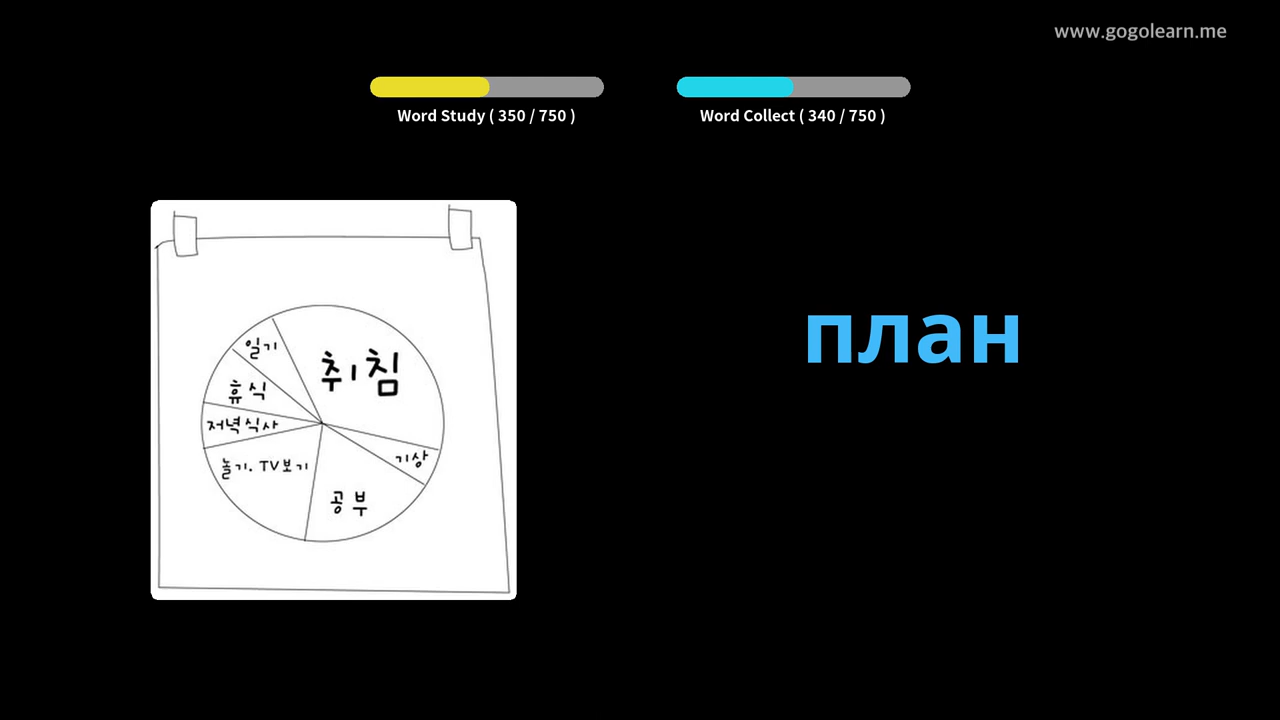 www.gogolearn.me
Word Study ( 350 / 750 )
Word Collect ( 340 / 750 )
план
일기
취침
휴식
저녁식사
놀기. TV보기
기상
공부